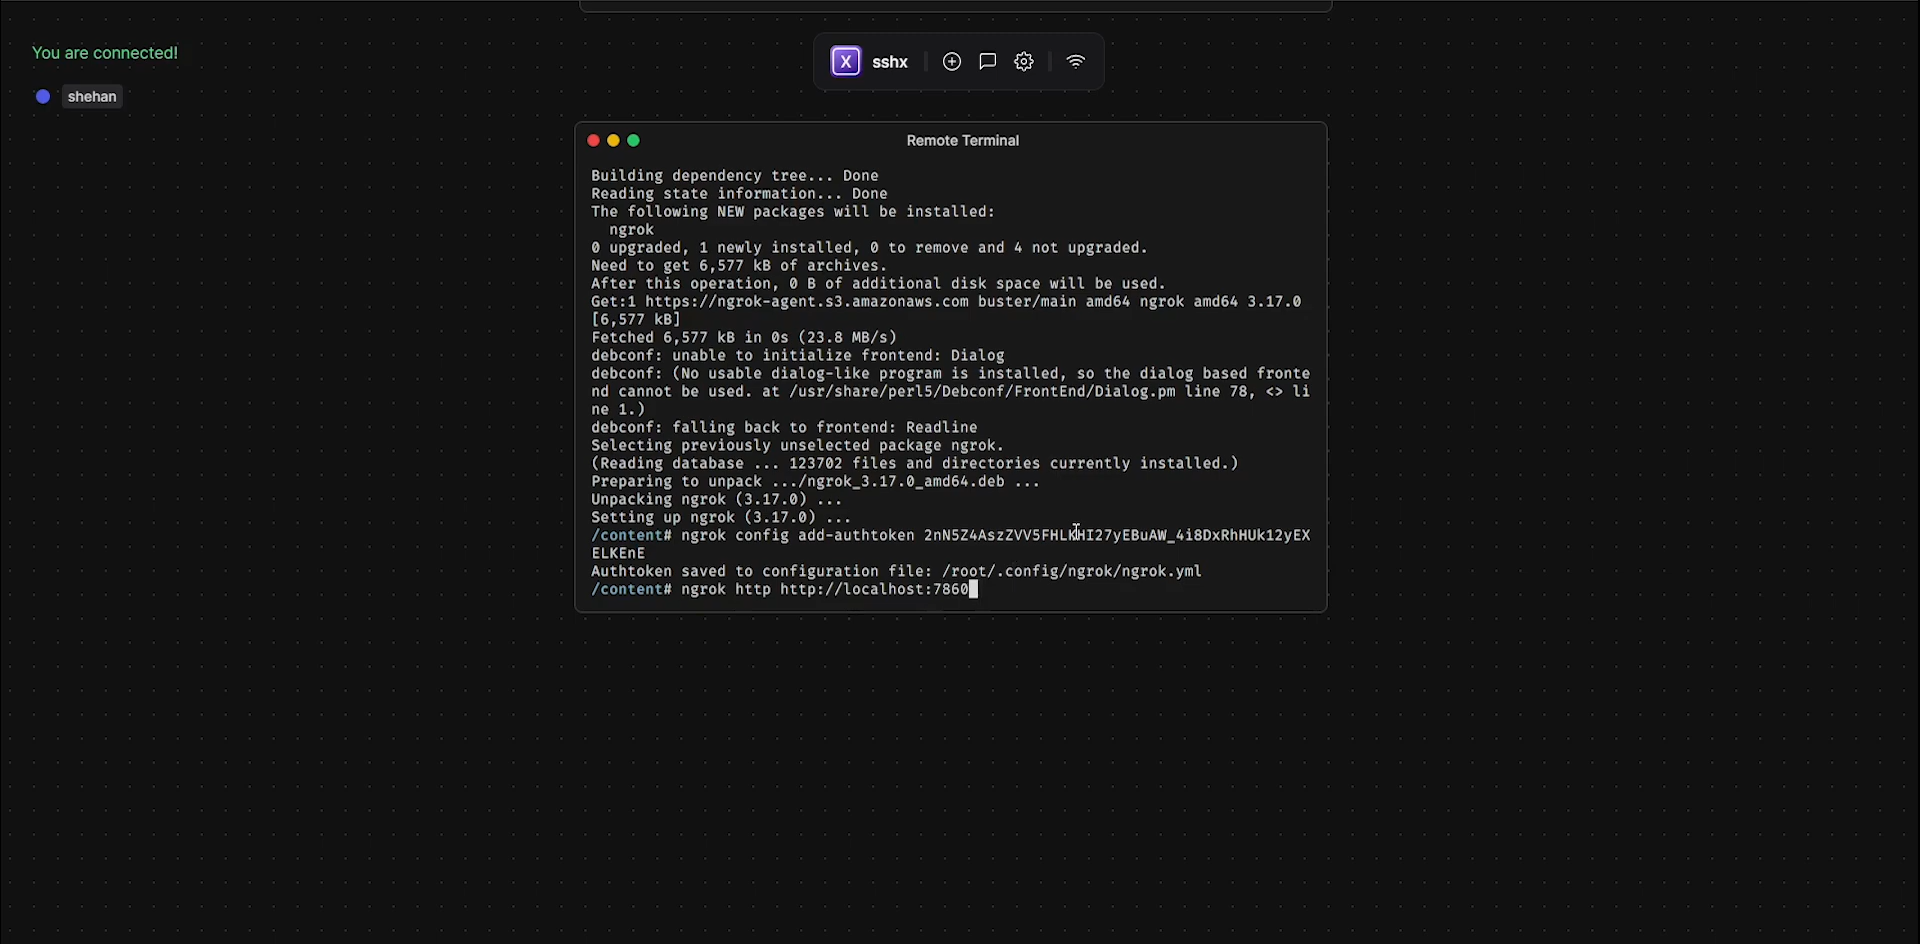 You are connected!
shehan
X sshx
Remote Terminal
Building dependency tree... Done
Reading state information... Done
The following NEW packages will be installed:
  ngrok
0 upgraded, 1 newly installed, 0 to remove and 4 not upgraded.
Need to get 6,577 kB of archives.
After this operation, 0 B of additional disk space will be used.
Get:1 https://ngrok-agent.s3.amazonaws.com buster/main amd64 ngrok amd64 3.17.0
[6,577 kB]
Fetched 6,577 kB in 0s (23.8 MB/s)
debconf: unable to initialize frontend: Dialog
debconf: (No usable dialog-like program is installed, so the dialog based fronte
nd cannot be used. at /usr/share/perl5/Debconf/FrontEnd/Dialog.pm line 78, <> li
ne 1.)
debconf: falling back to frontend: Readline
Selecting previously unselected package ngrok.
(Reading database ... 123702 files and directories currently installed.)
Preparing to unpack .../ngrok_3.17.0_amd64.deb ...
Unpacking ngrok (3.17.0) ...
Setting up ngrok (3.17.0) ...
/content# ngrok config add-authtoken 2nN5Z4AszZVV5FHLKHI27yEBuAW_4i8DxRhHUk12yEX
ELKEnE
Authtoken saved to configuration file: /root/.config/ngrok/ngrok.yml
/content# ngrok http http://localhost:7860